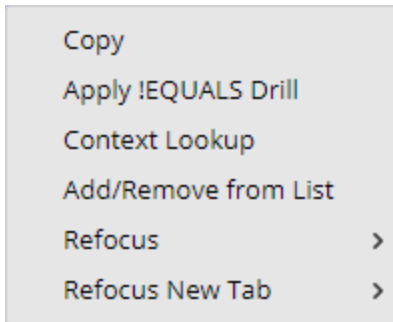 Copy
Apply !EQUALS Drill
Context Lookup
Add/Remove from List
Refocus
Refocus New Tab